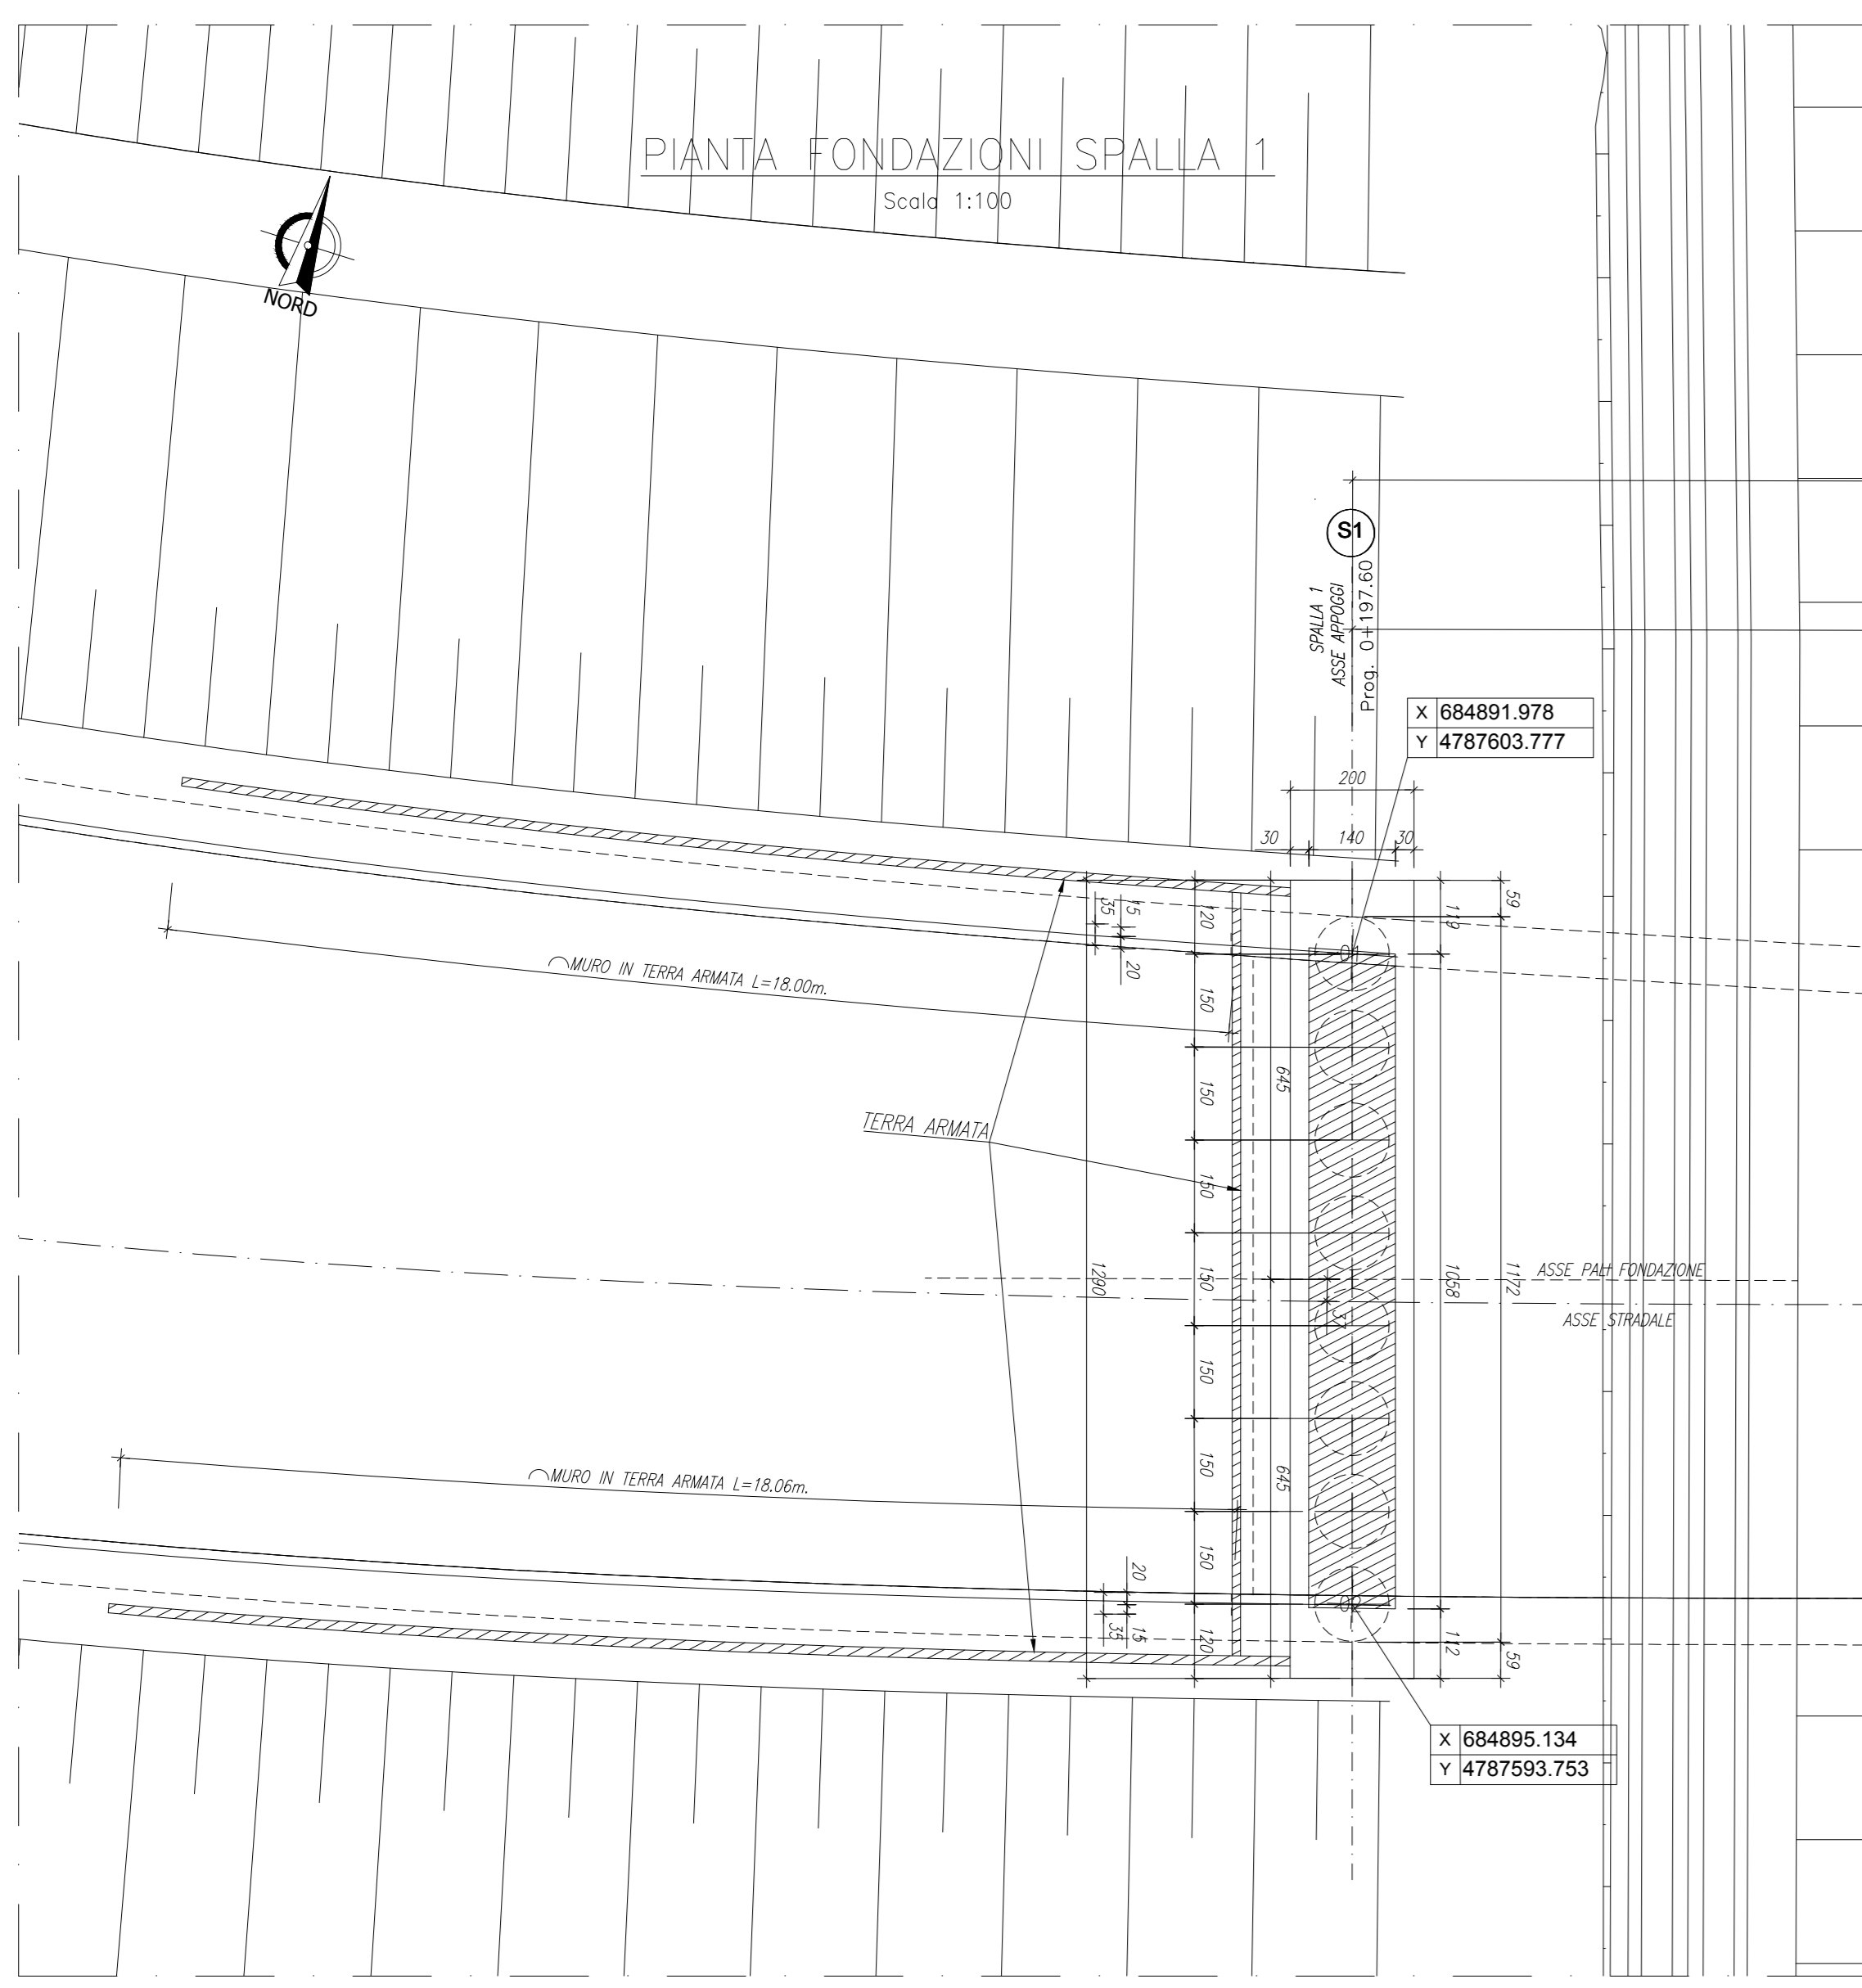 PIANTA FONDAZIONI SPALLA 1
Scala 1:100
NORD
S1
SPALLA 1
ASSE APPOGGI
Prog. 0+197.60
X 684891.978
Y 4787603.777
200
30 140 30
35
15
20
120
119
59
01
MURO IN TERRA ARMATA L=18.00m.
150
150
150
150
150
150
150
645
TERRA ARMATA
1290
1058
1172
ASSE PALI FONDAZIONE
37
ASSE STRADALE
645
MURO IN TERRA ARMATA L=18.06m.
20
35
15
120
02
112
59
X 684895.134
Y 4787593.753